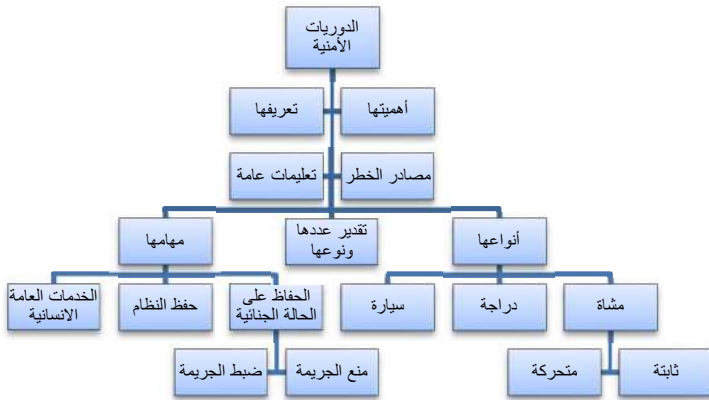 الدوريات
الأمنية
أهميتها
تعريفها
مصادر الخطر
تعليمات عامة
أنواعها
تقدير عددها
ونوعها
مهامها
مشاة
دراجة
سيارة
الحفاظ على
الحالة الجنائية
حفظ النظام
الخدمات العامة
الانسانية
ثابتة
متحركة
منع الجريمة
ضبط الجريمة